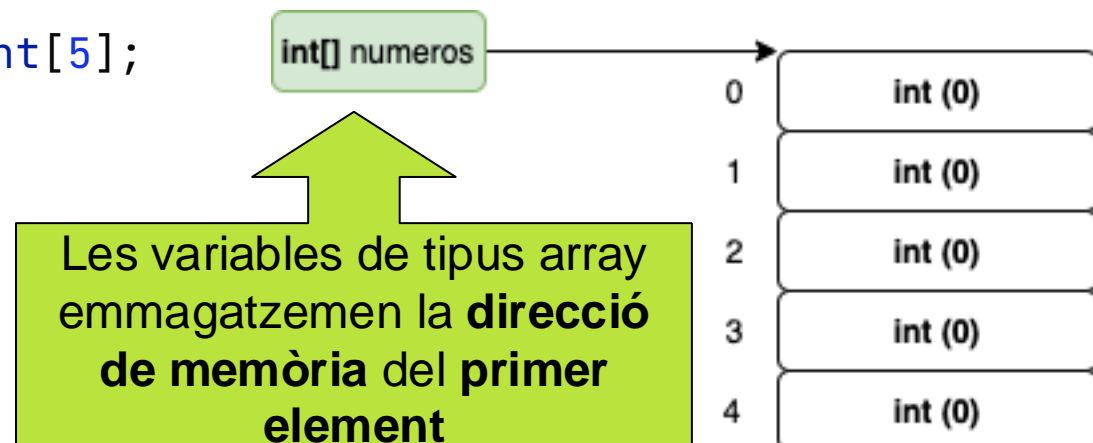 nt[5];
int[] numeros
0 int (0)
1 int (0)
2 int (0)
3 int (0)
4 int (0)
Les variables de tipus array
emmagatzemen la direcció
de memòria del primer
element